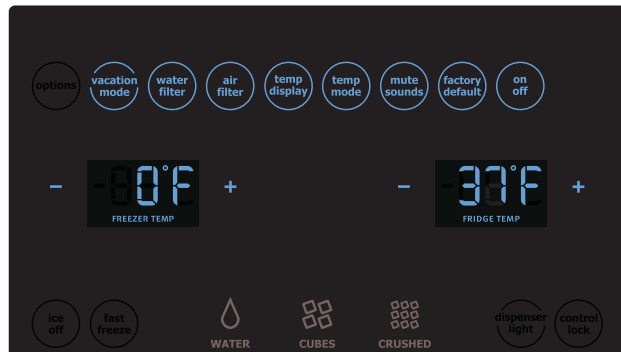 options
vacation
mode
water
filter
air
filter
temp
display
temp
mode
mute
sounds
factory
default
on
off
− 0°F +
FREEZER TEMP
− 37°F +
FRIDGE TEMP
ice
off
fast
freeze
WATER
CUBES
CRUSHED
dispenser
light
control
lock